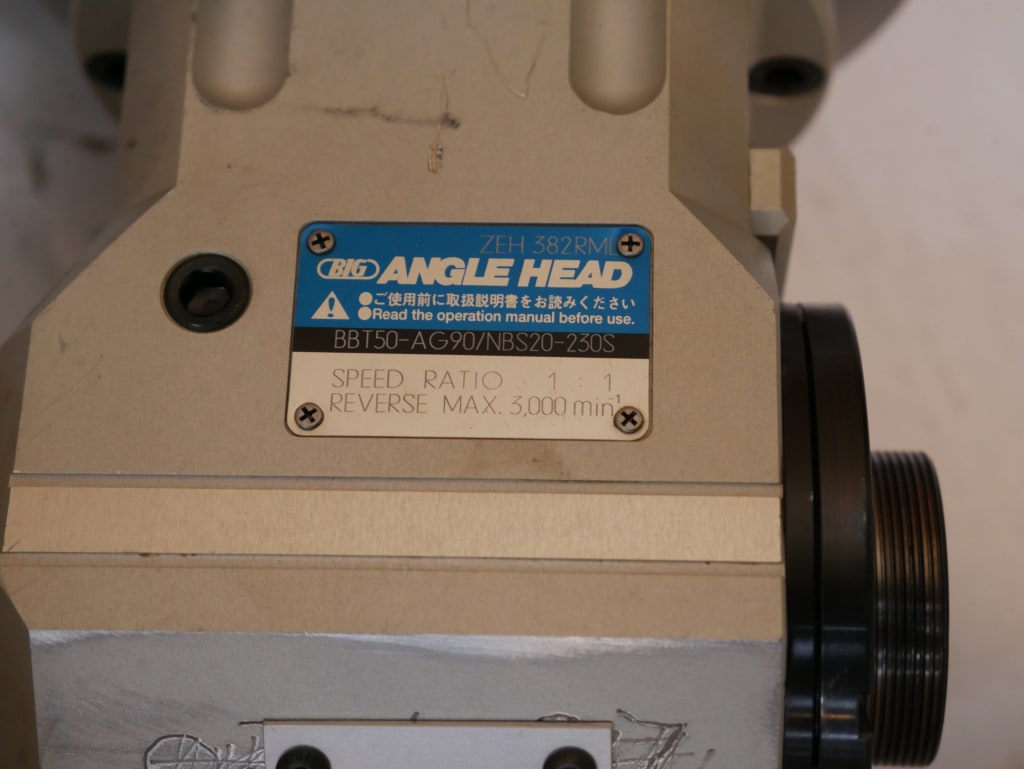 ZEH 382RML
BIG ANGLE HEAD
●ご使用前に取扱説明書をお読みください
●Read the operation manual before use.
BBT50-AG90/NBS20-230S
SPEED RATIO 1 : 1
REVERSE MAX. 3,000 min⁻¹